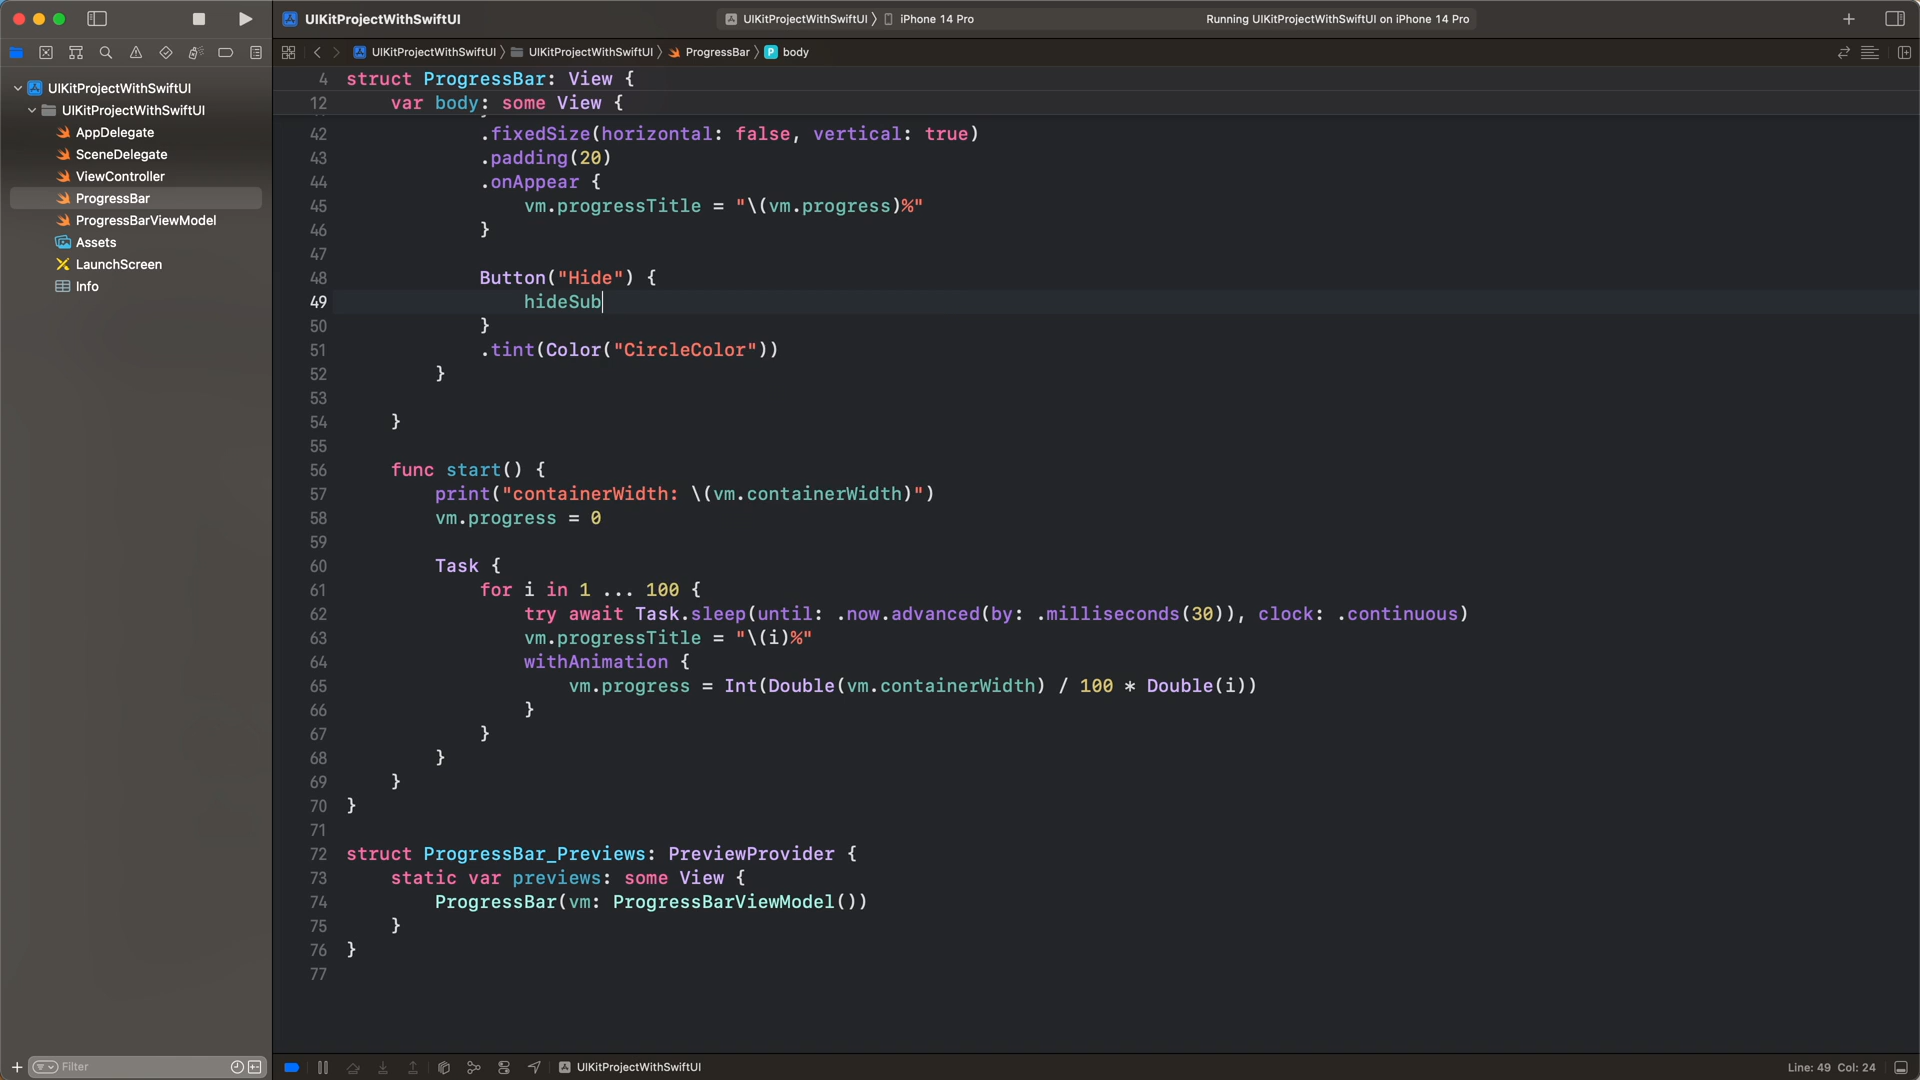 UIKitProjectWithSwiftUI
UIKitProjectWithSwiftUI 〉 iPhone 14 Pro
Running UIKitProjectWithSwiftUI on iPhone 14 Pro
UIKitProjectWithSwiftUI 〉 UIKitProjectWithSwiftUI 〉 ProgressBar 〉 P body
UIKitProjectWithSwiftUI
UIKitProjectWithSwiftUI
AppDelegate
SceneDelegate
ViewController
ProgressBar
ProgressBarViewModel
Assets
LaunchScreen
Info
4 struct ProgressBar: View {
12 var body: some View {
42 .fixedSize(horizontal: false, vertical: true)
43 .padding(20)
44 .onAppear {
45 vm.progressTitle = "\(vm.progress)%"
46 }
47
48 Button("Hide") {
49 hideSub
50 }
51 .tint(Color("CircleColor"))
52 }
53
54 }
55
56 func start() {
57 print("containerWidth: \(vm.containerWidth)")
58 vm.progress = 0
59
60 Task {
61 for i in 1 ... 100 {
62 try await Task.sleep(until: .now.advanced(by: .milliseconds(30)), clock: .continuous)
63 vm.progressTitle = "\(i)%"
64 withAnimation {
65 vm.progress = Int(Double(vm.containerWidth) / 100 * Double(i))
66 }
67 }
68 }
69 }
70 }
71
72 struct ProgressBar_Previews: PreviewProvider {
73 static var previews: some View {
74 ProgressBar(vm: ProgressBarViewModel())
75 }
76 }
77
Filter
UIKitProjectWithSwiftUI
Line: 49 Col: 24